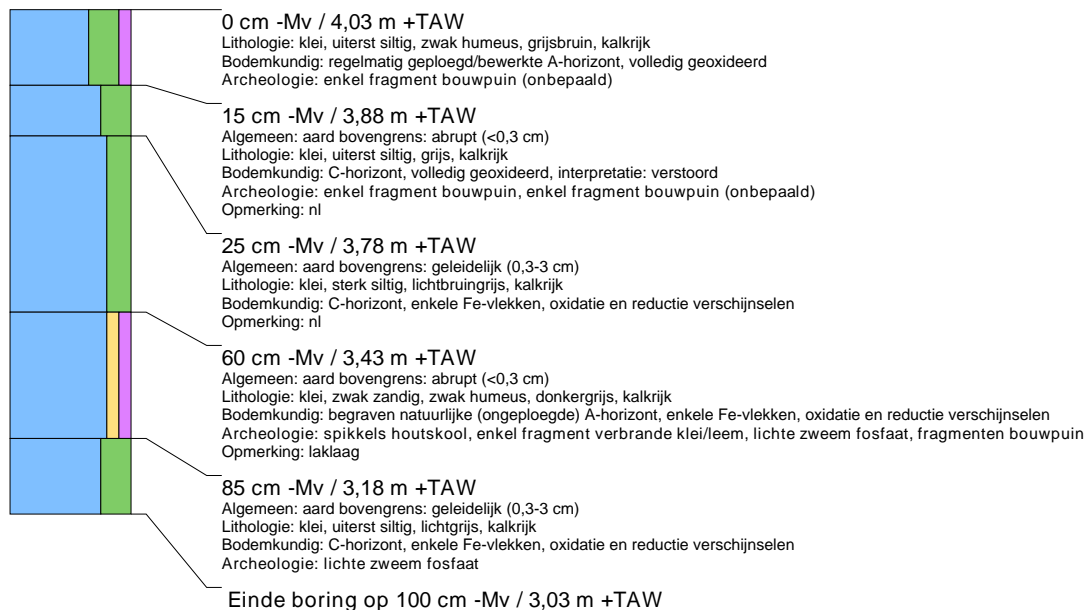 0 cm -Mv / 4,03 m +TAW
Lithologie: klei, uiterst siltig, zwak humeus, grijsbruin, kalkrijk
Bodemkundig: regelmatig geploegd/bewerkte A-horizont, volledig geoxideerd
Archeologie: enkel fragment bouwpuin (onbepaald)
15 cm -Mv / 3,88 m +TAW
Algemeen: aard bovengrens: abrupt (<0,3 cm)
Lithologie: klei, uiterst siltig, grijs, kalkrijk
Bodemkundig: C-horizont, volledig geoxideerd, interpretatie: verstoord
Archeologie: enkel fragment bouwpuin, enkel fragment bouwpuin (onbepaald)
Opmerking: nl
25 cm -Mv / 3,78 m +TAW
Algemeen: aard bovengrens: geleidelijk (0,3-3 cm)
Lithologie: klei, sterk siltig, lichtbruingrijs, kalkrijk
Bodemkundig: C-horizont, enkele Fe-vlekken, oxidatie en reductie verschijnselen
Opmerking: nl
60 cm -Mv / 3,43 m +TAW
Algemeen: aard bovengrens: abrupt (<0,3 cm)
Lithologie: klei, zwak zandig, zwak humeus, donkergrijs, kalkrijk
Bodemkundig: begraven natuurlijke (ongeploegde) A-horizont, enkele Fe-vlekken, oxidatie en reductie verschijnselen
Archeologie: spikkels houtskool, enkel fragment verbrande klei/leem, lichte zweem fosfaat, fragmenten bouwpuin
Opmerking: laklaag
85 cm -Mv / 3,18 m +TAW
Algemeen: aard bovengrens: geleidelijk (0,3-3 cm)
Lithologie: klei, uiterst siltig, lichtgrijs, kalkrijk
Bodemkundig: C-horizont, enkele Fe-vlekken, oxidatie en reductie verschijnselen
Archeologie: lichte zweem fosfaat
Einde boring op 100 cm -Mv / 3,03 m +TAW